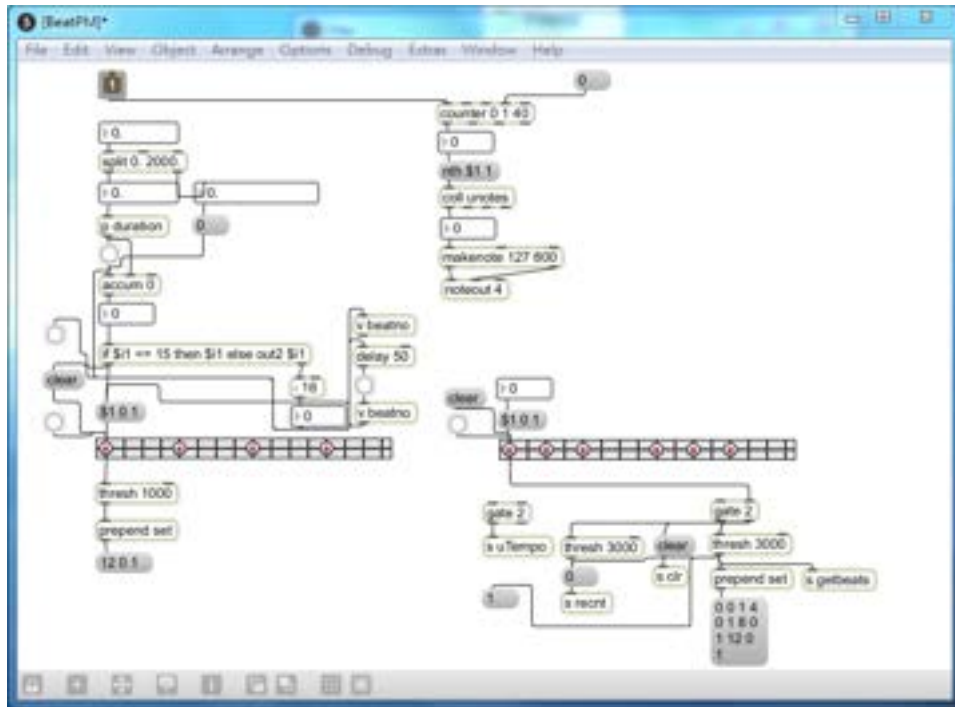 [BeatPM]*
File Edit View Object Arrange Options Debug Extras Window Help
0
counter 0 1 40
0.
0
split 0. 2000.
nth $1 1
0.
0.
coll unotes
p duration
0
0
makenote 127 600
accum 0
noteout 4
0
v beatno
if $i1 <= 15 then $i1 else out2 $i1
delay 50
clear
- 16
0
clear
0
$1 0 1
v beatno
$1 0 1
thresh 1000
gate 2
gate 2
prepend set
s uTempo
thresh 3000
clear
thresh 3000
12 0 1
0
s clr
prepend set
s getbeats
1
s recnt
0 0 1 4
0 1 8 0
1 12 0
1